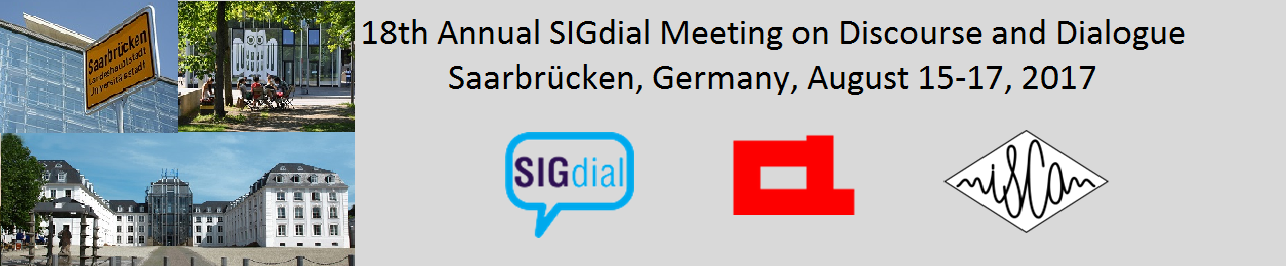 18th Annual SIGdial Meeting on Discourse and Dialogue
Saarbrücken, Germany, August 15-17, 2017
Saarbrücken
Landeshauptstadt
Universitätsstadt
SIGdial
ISCA